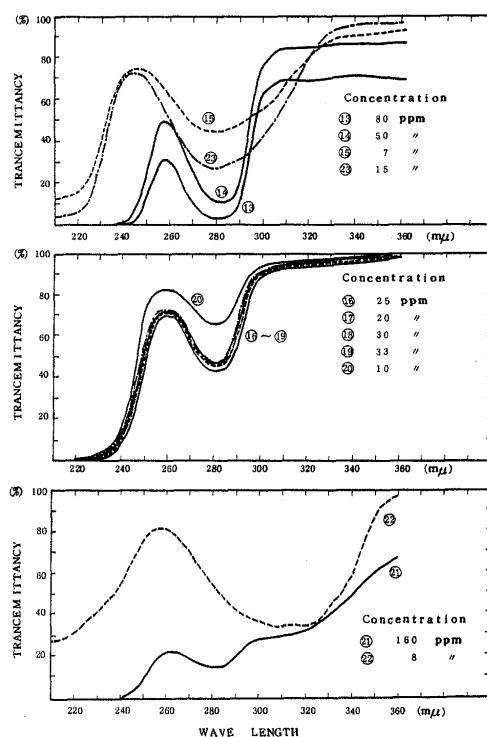 (%)
100
80
60
40
20
TRANCEMITTANCY
⑮
㉓
⑭
⑬
Concentration
⑬ 80 ppm
⑭ 50 〃
⑮ 7 〃
㉓ 15 〃
220 240 260 280 300 320 340 360 (mμ)
(%)
100
80
60
40
20
TRANCEMITTANCY
⑳
⑯~⑲
Concentration
⑯ 25 ppm
⑰ 20 〃
⑱ 30 〃
⑲ 33 〃
⑳ 10 〃
220 240 260 280 300 320 340 360 (mμ)
(%)
100
80
60
40
20
TRANCEMITTANCY
㉒
㉑
Concentration
㉑ 160 ppm
㉒ 8 〃
220 240 260 280 300 320 340 360 (mμ)
WAVE LENGTH